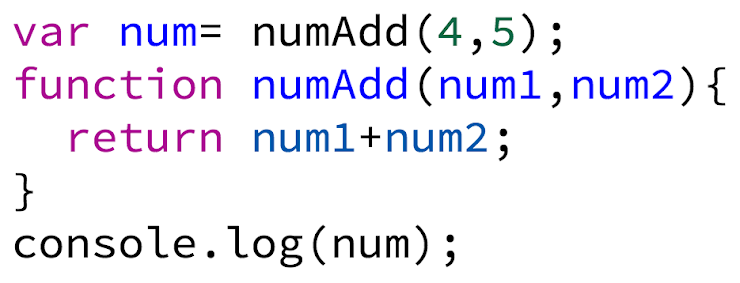 var num= numAdd(4,5);
function numAdd(num1,num2){
  return num1+num2;
}
console.log(num);